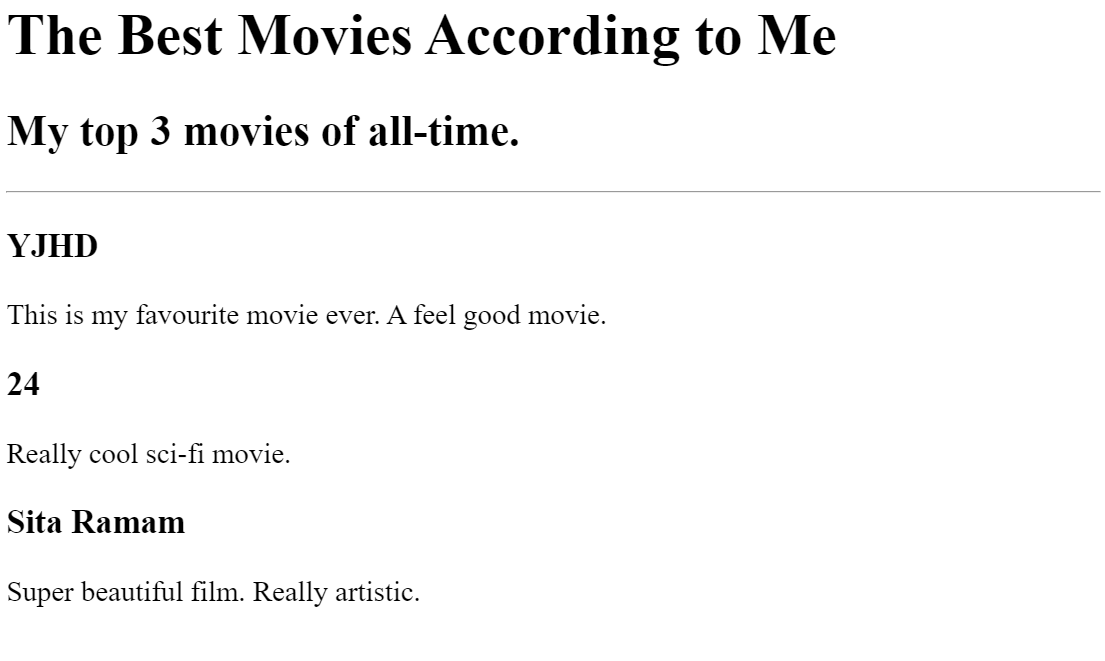 The Best Movies According to Me
My top 3 movies of all-time.
YJHD
This is my favourite movie ever. A feel good movie.
24
Really cool sci-fi movie.
Sita Ramam
Super beautiful film. Really artistic.